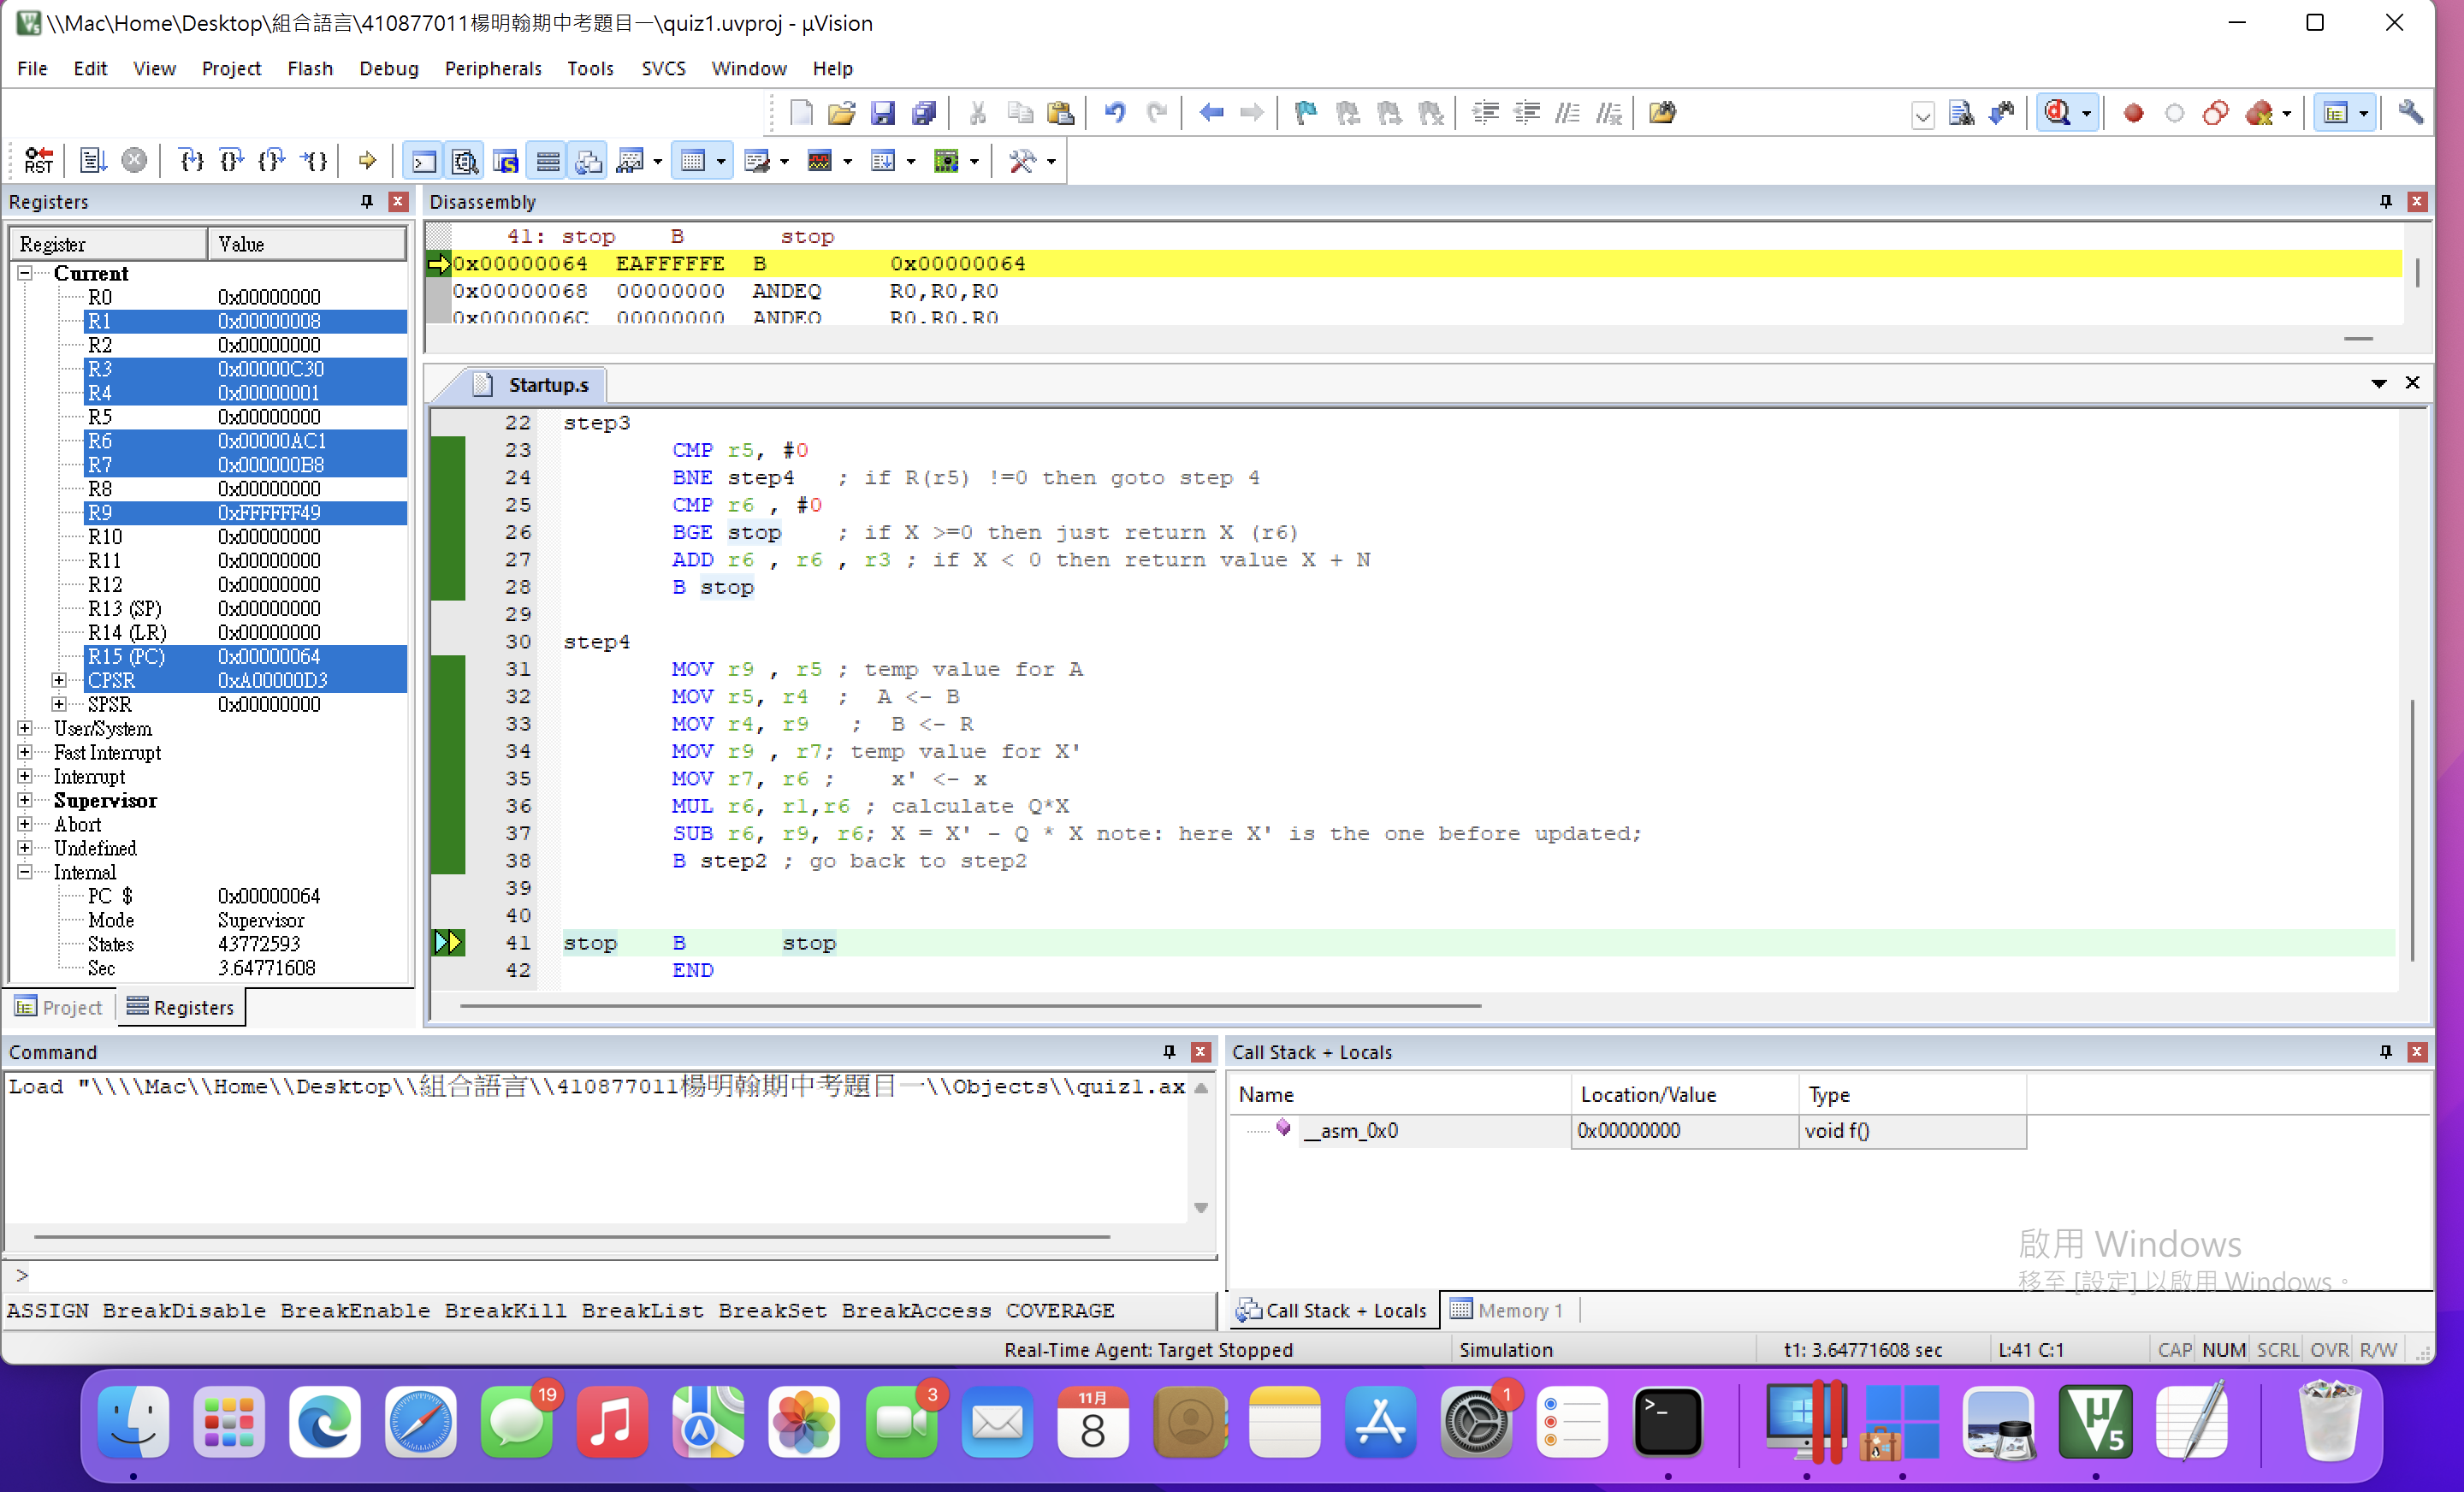 \\Mac\Home\Desktop\組合語言\410877011楊明翰期中考題目一\quiz1.uvproj - µVision
File Edit View Project Flash Debug Peripherals Tools SVCS Window Help
RST
Registers
Register Value
Current
R0 0x00000000
R1 0x00000008
R2 0x00000000
R3 0x00000C30
R4 0x00000001
R5 0x00000000
R6 0x00000AC1
R7 0x000000B8
R8 0x00000000
R9 0xFFFFFF49
R10 0x00000000
R11 0x00000000
R12 0x00000000
R13 (SP) 0x00000000
R14 (LR) 0x00000000
R15 (PC) 0x00000064
CPSR 0xA00000D3
SPSR 0x00000000
User/System
Fast Interrupt
Interrupt
Supervisor
Abort
Undefined
Internal
PC $ 0x00000064
Mode Supervisor
States 43772593
Sec 3.64771608
Project Registers
Disassembly
41: stop B stop
0x00000064 EAFFFFFE B 0x00000064
0x00000068 00000000 ANDEQ R0,R0,R0
0x0000006C 00000000 ANDEQ R0,R0,R0
Startup.s
22 step3
23 CMP r5, #0
24 BNE step4 ; if R(r5) !=0 then goto step 4
25 CMP r6 , #0
26 BGE stop ; if X >=0 then just return X (r6)
27 ADD r6 , r6 , r3 ; if X < 0 then return value X + N
28 B stop
29
30 step4
31 MOV r9 , r5 ; temp value for A
32 MOV r5, r4 ; A <- B
33 MOV r4, r9 ; B <- R
34 MOV r9 , r7; temp value for X'
35 MOV r7, r6 ; x' <- x
36 MUL r6, r1,r6 ; calculate Q*X
37 SUB r6, r9, r6; X = X' - Q * X note: here X' is the one before updated;
38 B step2 ; go back to step2
39
40
41 stop B stop
42 END
Command
Load "\\\\Mac\\Home\\Desktop\\組合語言\\410877011楊明翰期中考題目一\\Objects\\quiz1.ax
>
ASSIGN BreakDisable BreakEnable BreakKill BreakList BreakSet BreakAccess COVERAGE
Call Stack + Locals
Name Location/Value Type
__asm_0x0 0x00000000 void f()
啟用 Windows
移至 [設定] 以啟用 Windows。
Call Stack + Locals Memory 1
Real-Time Agent: Target Stopped Simulation t1: 3.64771608 sec L:41 C:1 CAP NUM SCRL OVR R/W
19
3
11月
8
1
>_
µ
5